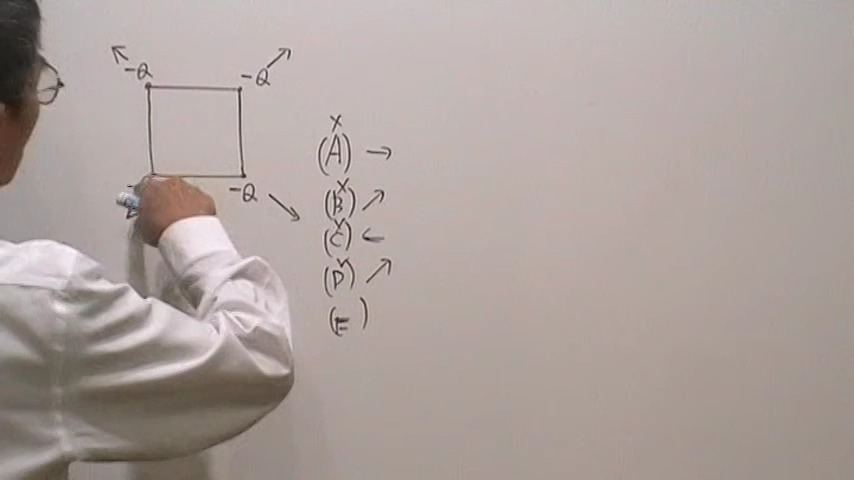 -Q -Q
-Q
(A) →
(B) ↗
(C) ←
(D) ↗
(E)